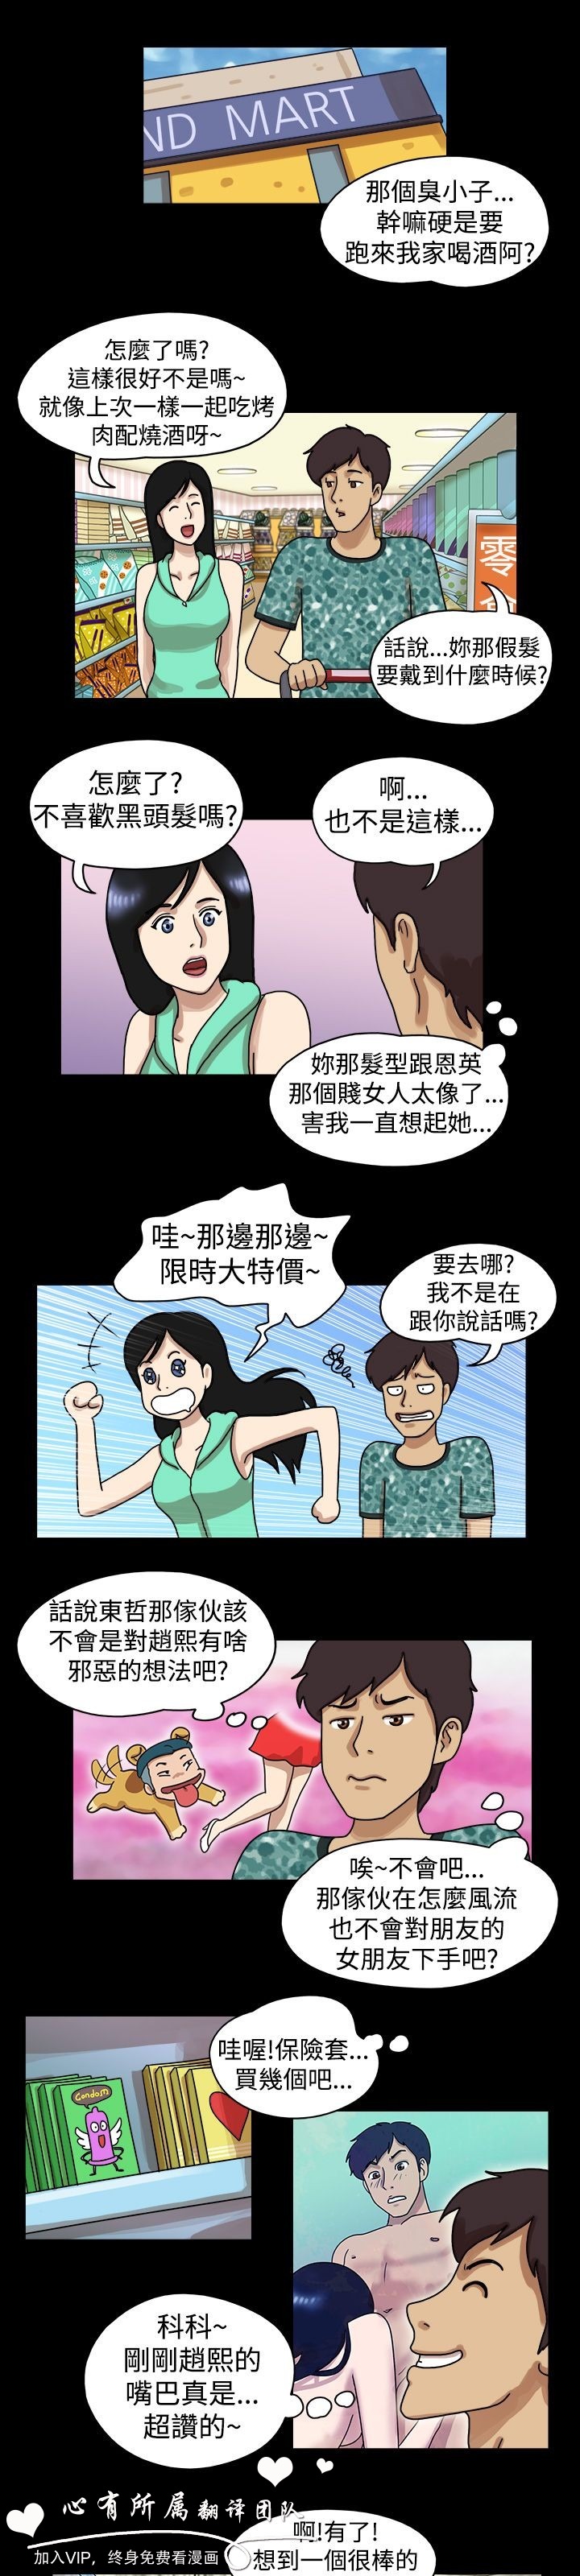 ND MART
那個臭小子...
幹嘛硬是要
跑來我家喝酒阿?
怎麼了嗎?
這樣很好不是嗎~
就像上次一樣一起吃烤
肉配燒酒呀~
零
話說...妳那假髮
要戴到什麼時候?
怎麼了?
不喜歡黑頭髮嗎?
啊...
也不是這樣...
妳那髮型跟恩英
那個賤女人太像了...
害我一直想起她...
哇~那邊那邊~
限時大特價~
要去哪?
我不是在
跟你說話嗎?
話說東哲那傢伙該
不會是對趙熙有啥
邪惡的想法吧?
唉~不會吧...
那傢伙在怎麼風流
也不會對朋友的
女朋友下手吧?
哇喔!保險套...
買幾個吧...
Condom
科科~
剛剛趙熙的
嘴巴真是...
超讚的~
心有所属翻译团队
加入VIP，终身免费看漫画
啊!有了!
想到一個很棒的